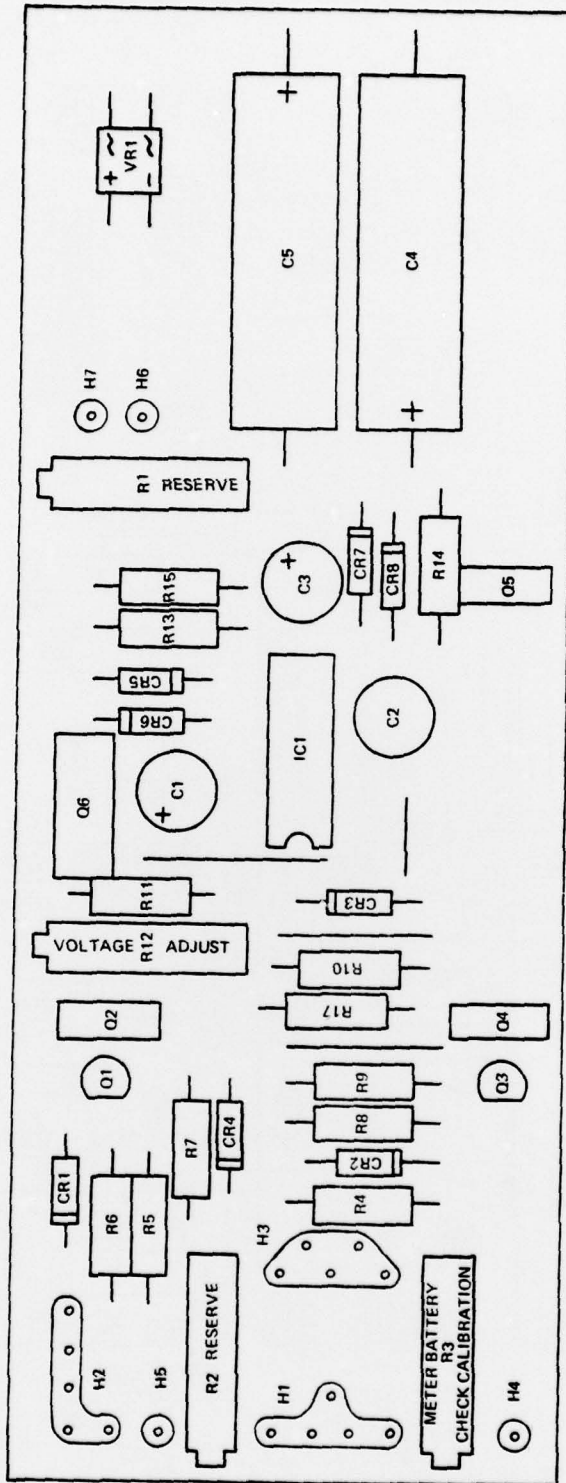 + ~
VR1
- ~
+
C5
C4
+
H7
H6
R1 RESERVE
R15
R13
+
C3
CR7
CR8
R14
Q5
CR5
CR6
Q6
+
C1
IC1
C2
R11
VOLTAGE ADJUST
R12
CR3
R10
R17
Q2
Q1
Q4
Q3
R9
R8
CR2
R4
R7
CR4
CR1
R6
R5
H3
H2
H5
R2 RESERVE
H1
METER BATTERY
R3
CHECK CALIBRATION
H4